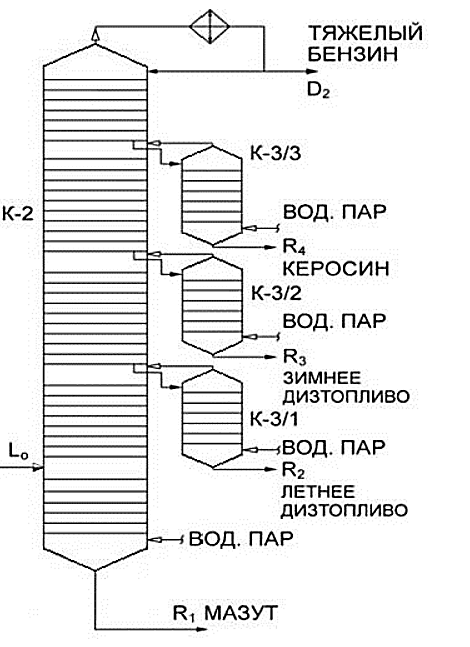 ТЯЖЕЛЫЙ
БЕНЗИН
D₂
К-3/3
К-2
ВОД. ПАР
R₄
КЕРОСИН
К-3/2
ВОД. ПАР
R₃
ЗИМНЕЕ
ДИЗТОПЛИВО
К-3/1
L₀
ВОД. ПАР
R₂
ЛЕТНЕЕ
ДИЗТОПЛИВО
ВОД. ПАР
R₁ МАЗУТ